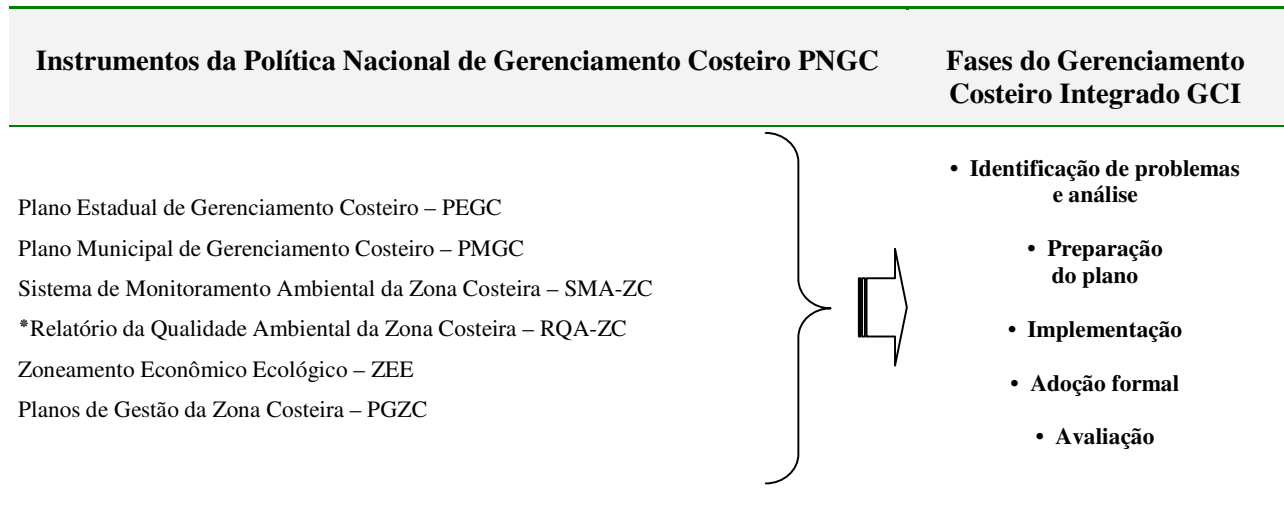 Instrumentos da Política Nacional de Gerenciamento Costeiro PNGC
Fases do Gerenciamento
Costeiro Integrado GCI
Plano Estadual de Gerenciamento Costeiro – PEGC
Plano Municipal de Gerenciamento Costeiro – PMGC
Sistema de Monitoramento Ambiental da Zona Costeira – SMA-ZC
*Relatório da Qualidade Ambiental da Zona Costeira – RQA-ZC
Zoneamento Econômico Ecológico – ZEE
Planos de Gestão da Zona Costeira – PGZC
• Identificação de problemas
e análise
• Preparação
do plano
• Implementação
• Adoção formal
• Avaliação